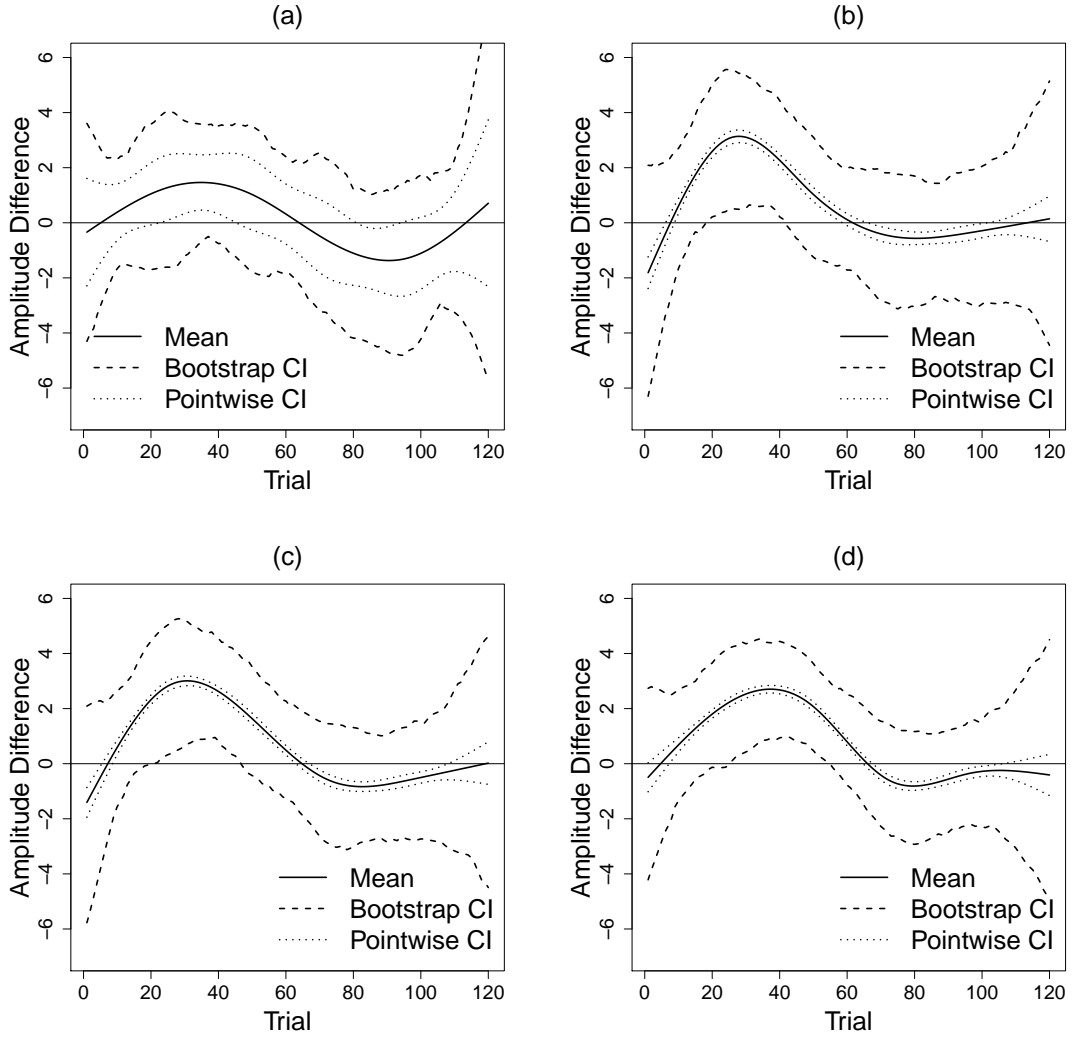 (a)
Amplitude Difference
6
4
2
0
−2
−4
−6
Mean
Bootstrap CI
Pointwise CI
0 20 40 60 80 100 120
Trial
(b)
Amplitude Difference
6
4
2
0
−2
−4
−6
Mean
Bootstrap CI
Pointwise CI
0 20 40 60 80 100 120
Trial
(c)
Amplitude Difference
6
4
2
0
−2
−4
−6
Mean
Bootstrap CI
Pointwise CI
0 20 40 60 80 100 120
Trial
(d)
Amplitude Difference
6
4
2
0
−2
−4
−6
Mean
Bootstrap CI
Pointwise CI
0 20 40 60 80 100 120
Trial